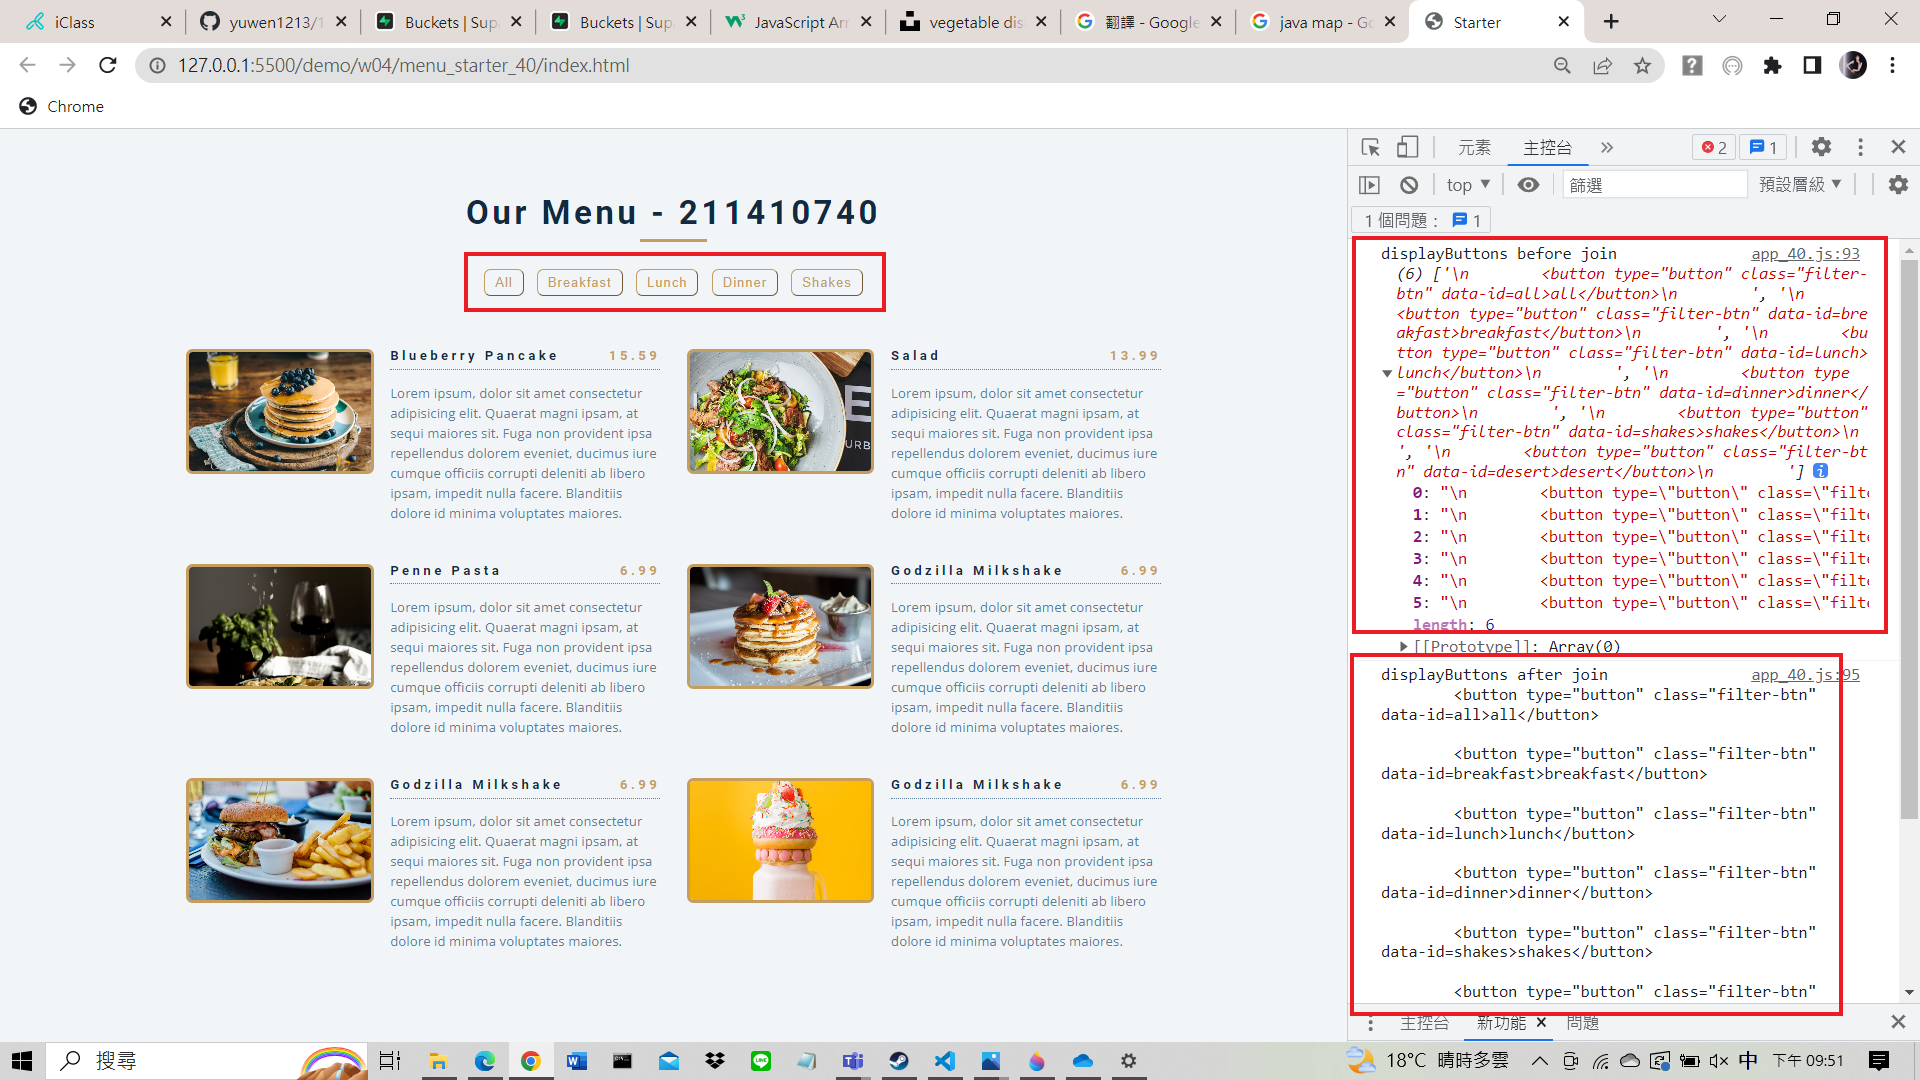 iClass
yuwen1213/1
Buckets | Sup
Buckets | Sup
JavaScript Arr
vegetable dis
翻譯 - Google
java map - Go
Starter
127.0.0.1:5500/demo/w04/menu_starter_40/index.html
Chrome
Our Menu - 211410740
All
Breakfast
Lunch
Dinner
Shakes
Blueberry Pancake 15.59
Lorem ipsum, dolor sit amet consectetur
adipisicing elit. Quaerat magni ipsam, at
sequi maiores sit. Fuga non provident ipsa
repellendus dolorem eveniet, ducimus iure
cumque officiis corrupti deleniti ab libero
ipsam, impedit nulla facere. Blanditiis
dolore id minima voluptates maiores.
Salad 13.99
Lorem ipsum, dolor sit amet consectetur
adipisicing elit. Quaerat magni ipsam, at
sequi maiores sit. Fuga non provident ipsa
repellendus dolorem eveniet, ducimus iure
cumque officiis corrupti deleniti ab libero
ipsam, impedit nulla facere. Blanditiis
dolore id minima voluptates maiores.
Penne Pasta 6.99
Lorem ipsum, dolor sit amet consectetur
adipisicing elit. Quaerat magni ipsam, at
sequi maiores sit. Fuga non provident ipsa
repellendus dolorem eveniet, ducimus iure
cumque officiis corrupti deleniti ab libero
ipsam, impedit nulla facere. Blanditiis
dolore id minima voluptates maiores.
Godzilla Milkshake 6.99
Lorem ipsum, dolor sit amet consectetur
adipisicing elit. Quaerat magni ipsam, at
sequi maiores sit. Fuga non provident ipsa
repellendus dolorem eveniet, ducimus iure
cumque officiis corrupti deleniti ab libero
ipsam, impedit nulla facere. Blanditiis
dolore id minima voluptates maiores.
Godzilla Milkshake 6.99
Lorem ipsum, dolor sit amet consectetur
adipisicing elit. Quaerat magni ipsam, at
sequi maiores sit. Fuga non provident ipsa
repellendus dolorem eveniet, ducimus iure
cumque officiis corrupti deleniti ab libero
ipsam, impedit nulla facere. Blanditiis
dolore id minima voluptates maiores.
Godzilla Milkshake 6.99
Lorem ipsum, dolor sit amet consectetur
adipisicing elit. Quaerat magni ipsam, at
sequi maiores sit. Fuga non provident ipsa
repellendus dolorem eveniet, ducimus iure
cumque officiis corrupti deleniti ab libero
ipsam, impedit nulla facere. Blanditiis
dolore id minima voluptates maiores.
元素 主控台 » 2 1
top ▼ 篩選 預設層級 ▼
1 個問題： 1
displayButtons before join app_40.js:93
(6) ['\n <button type="button" class="filter-
btn" data-id=all>all</button>\n ', '\n
<button type="button" class="filter-btn" data-id=bre
akfast>breakfast</button>\n ', '\n <bu
tton type="button" class="filter-btn" data-id=lunch>
lunch</button>\n ', '\n <button type
="button" class="filter-btn" data-id=dinner>dinner</
button>\n ', '\n <button type="button"
class="filter-btn" data-id=shakes>shakes</button>\n
', '\n <button type="button" class="filter-bt
n" data-id=desert>desert</button>\n ']
0: "\n <button type=\"button\" class=\"filte
1: "\n <button type=\"button\" class=\"filte
2: "\n <button type=\"button\" class=\"filte
3: "\n <button type=\"button\" class=\"filte
4: "\n <button type=\"button\" class=\"filte
5: "\n <button type=\"button\" class=\"filte
length: 6
[[Prototype]]: Array(0)
displayButtons after join app_40.js:95
<button type="button" class="filter-btn"
data-id=all>all</button>
<button type="button" class="filter-btn"
data-id=breakfast>breakfast</button>
<button type="button" class="filter-btn"
data-id=lunch>lunch</button>
<button type="button" class="filter-btn"
data-id=dinner>dinner</button>
<button type="button" class="filter-btn"
data-id=shakes>shakes</button>
<button type="button" class="filter-btn"
主控台 新功能 問題
搜尋
18°C 晴時多雲
中
下午 09:51